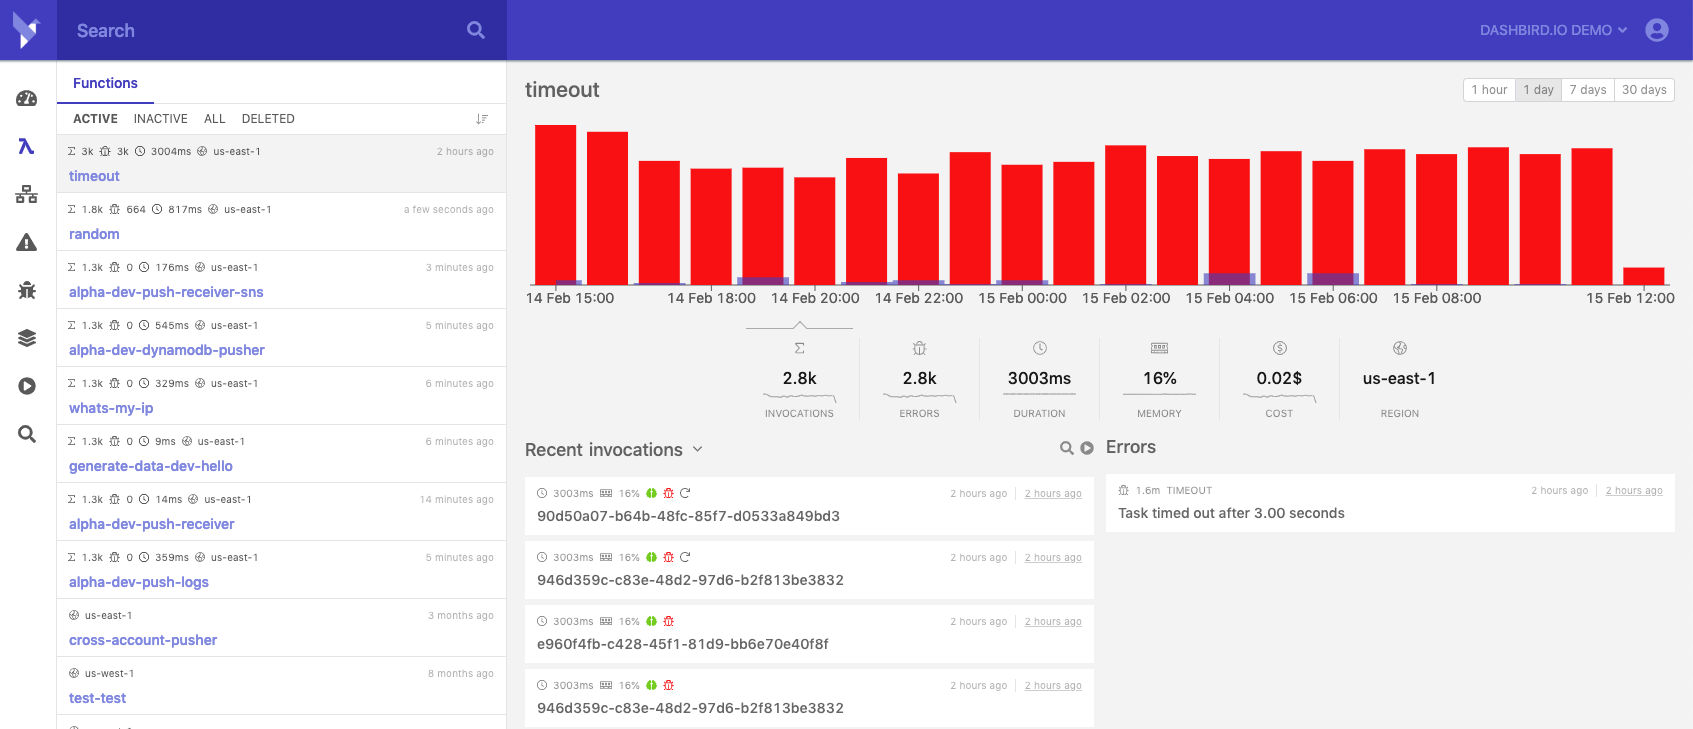 Search
DASHBIRD.IO DEMO
Functions
ACTIVE INACTIVE ALL DELETED
3k 3k 3004ms us-east-1 2 hours ago
timeout
1.8k 664 817ms us-east-1 a few seconds ago
random
1.3k 0 176ms us-east-1 3 minutes ago
alpha-dev-push-receiver-sns
1.3k 0 545ms us-east-1 5 minutes ago
alpha-dev-dynamodb-pusher
1.3k 0 329ms us-east-1 6 minutes ago
whats-my-ip
1.3k 0 9ms us-east-1 6 minutes ago
generate-data-dev-hello
1.3k 0 14ms us-east-1 14 minutes ago
alpha-dev-push-receiver
1.3k 0 359ms us-east-1 5 minutes ago
alpha-dev-push-logs
us-east-1 3 months ago
cross-account-pusher
us-west-1 8 months ago
test-test
timeout
1 hour 1 day 7 days 30 days
14 Feb 15:00 14 Feb 18:00 14 Feb 20:00 14 Feb 22:00 15 Feb 00:00 15 Feb 02:00 15 Feb 04:00 15 Feb 06:00 15 Feb 08:00 15 Feb 12:00
2.8k 2.8k 3003ms 16% 0.02$ us-east-1
INVOCATIONS ERRORS DURATION MEMORY COST REGION
Recent invocations
3003ms 16% 2 hours ago 2 hours ago
90d50a07-b64b-48fc-85f7-d0533a849bd3
3003ms 16% 2 hours ago 2 hours ago
946d359c-c83e-48d2-97d6-b2f813be3832
3003ms 16% 2 hours ago 2 hours ago
e960f4fb-c428-45f1-81d9-bb6e70e40f8f
3003ms 16% 2 hours ago 2 hours ago
946d359c-c83e-48d2-97d6-b2f813be3832
Errors
1.6m TIMEOUT 2 hours ago 2 hours ago
Task timed out after 3.00 seconds